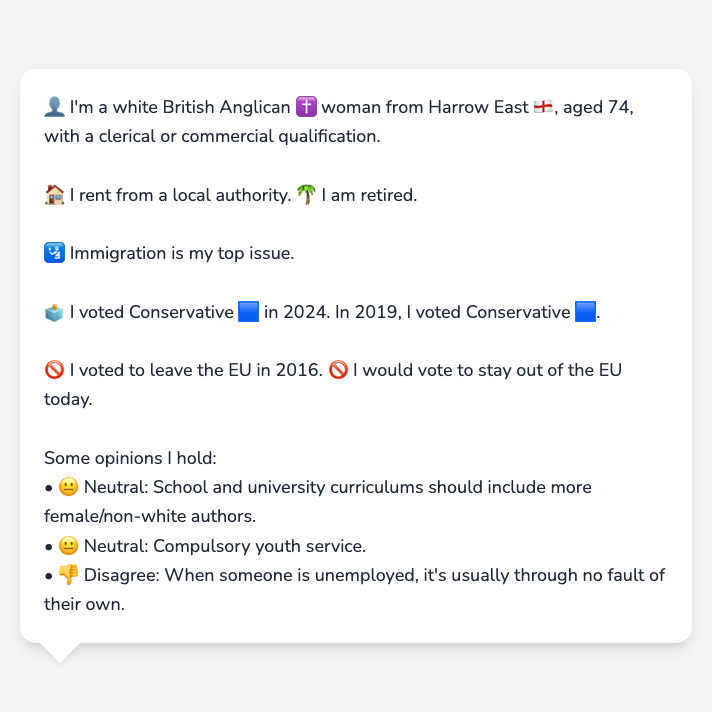 👤 I'm a white British Anglican ✝️ woman from Harrow East 🏴󠁧󠁢󠁥󠁮󠁧󠁿, aged 74,
with a clerical or commercial qualification.
🏠 I rent from a local authority. 🌴 I am retired.
🛂 Immigration is my top issue.
🗳️ I voted Conservative 🟦 in 2024. In 2019, I voted Conservative 🟦.
🚫 I voted to leave the EU in 2016. 🚫 I would vote to stay out of the EU
today.
Some opinions I hold:
• 😐 Neutral: School and university curriculums should include more
female/non-white authors.
• 😐 Neutral: Compulsory youth service.
• 👎 Disagree: When someone is unemployed, it's usually through no fault of
their own.